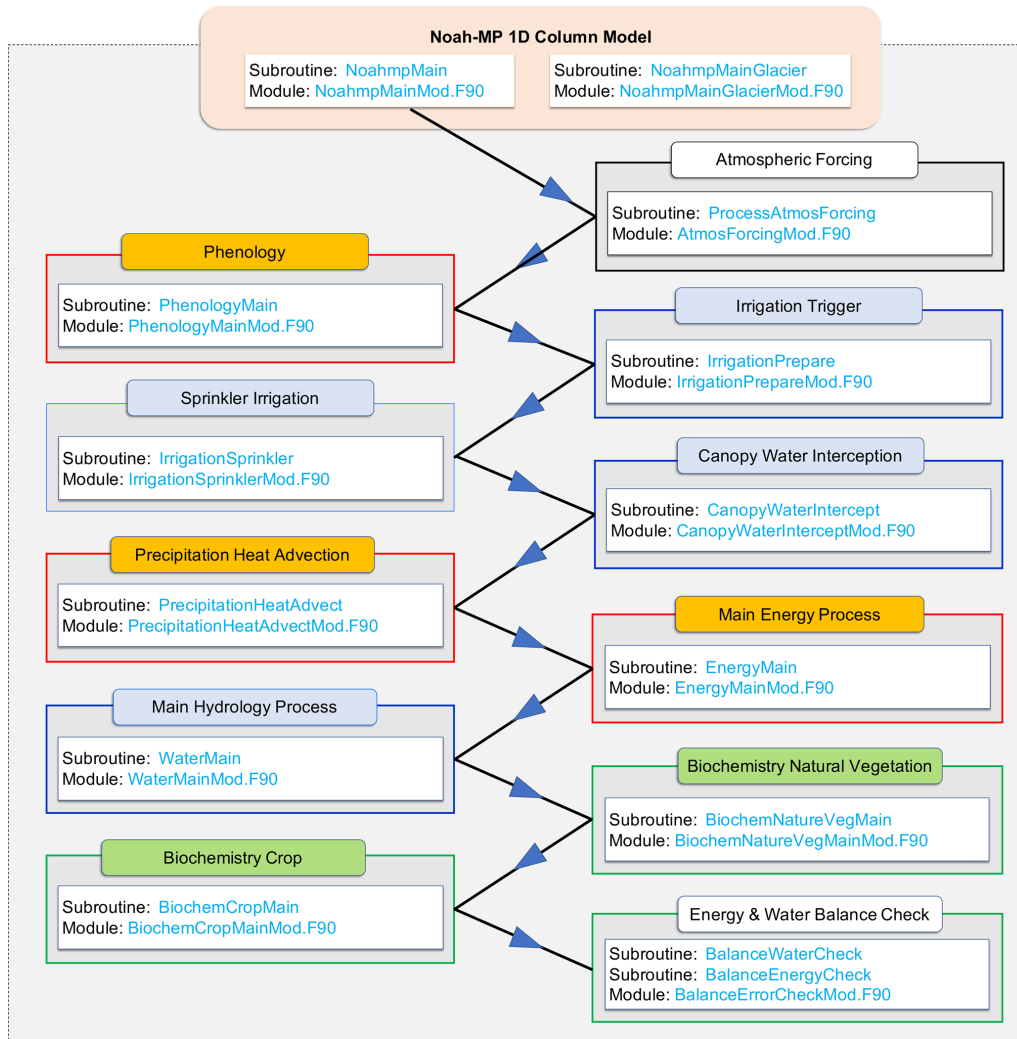 Noah-MP 1D Column Model
Subroutine: NoahmpMain
Module: NoahmpMainMod.F90
Subroutine: NoahmpMainGlacier
Module: NoahmpMainGlacierMod.F90
Atmospheric Forcing
Subroutine: ProcessAtmosForcing
Module: AtmosForcingMod.F90
Phenology
Subroutine: PhenologyMain
Module: PhenologyMainMod.F90
Irrigation Trigger
Subroutine: IrrigationPrepare
Module: IrrigationPrepareMod.F90
Sprinkler Irrigation
Subroutine: IrrigationSprinkler
Module: IrrigationSprinklerMod.F90
Canopy Water Interception
Subroutine: CanopyWaterIntercept
Module: CanopyWaterInterceptMod.F90
Precipitation Heat Advection
Subroutine: PrecipitationHeatAdvect
Module: PrecipitationHeatAdvectMod.F90
Main Energy Process
Subroutine: EnergyMain
Module: EnergyMainMod.F90
Main Hydrology Process
Subroutine: WaterMain
Module: WaterMainMod.F90
Biochemistry Natural Vegetation
Subroutine: BiochemNatureVegMain
Module: BiochemNatureVegMainMod.F90
Biochemistry Crop
Subroutine: BiochemCropMain
Module: BiochemCropMainMod.F90
Energy & Water Balance Check
Subroutine: BalanceWaterCheck
Subroutine: BalanceEnergyCheck
Module: BalanceErrorCheckMod.F90